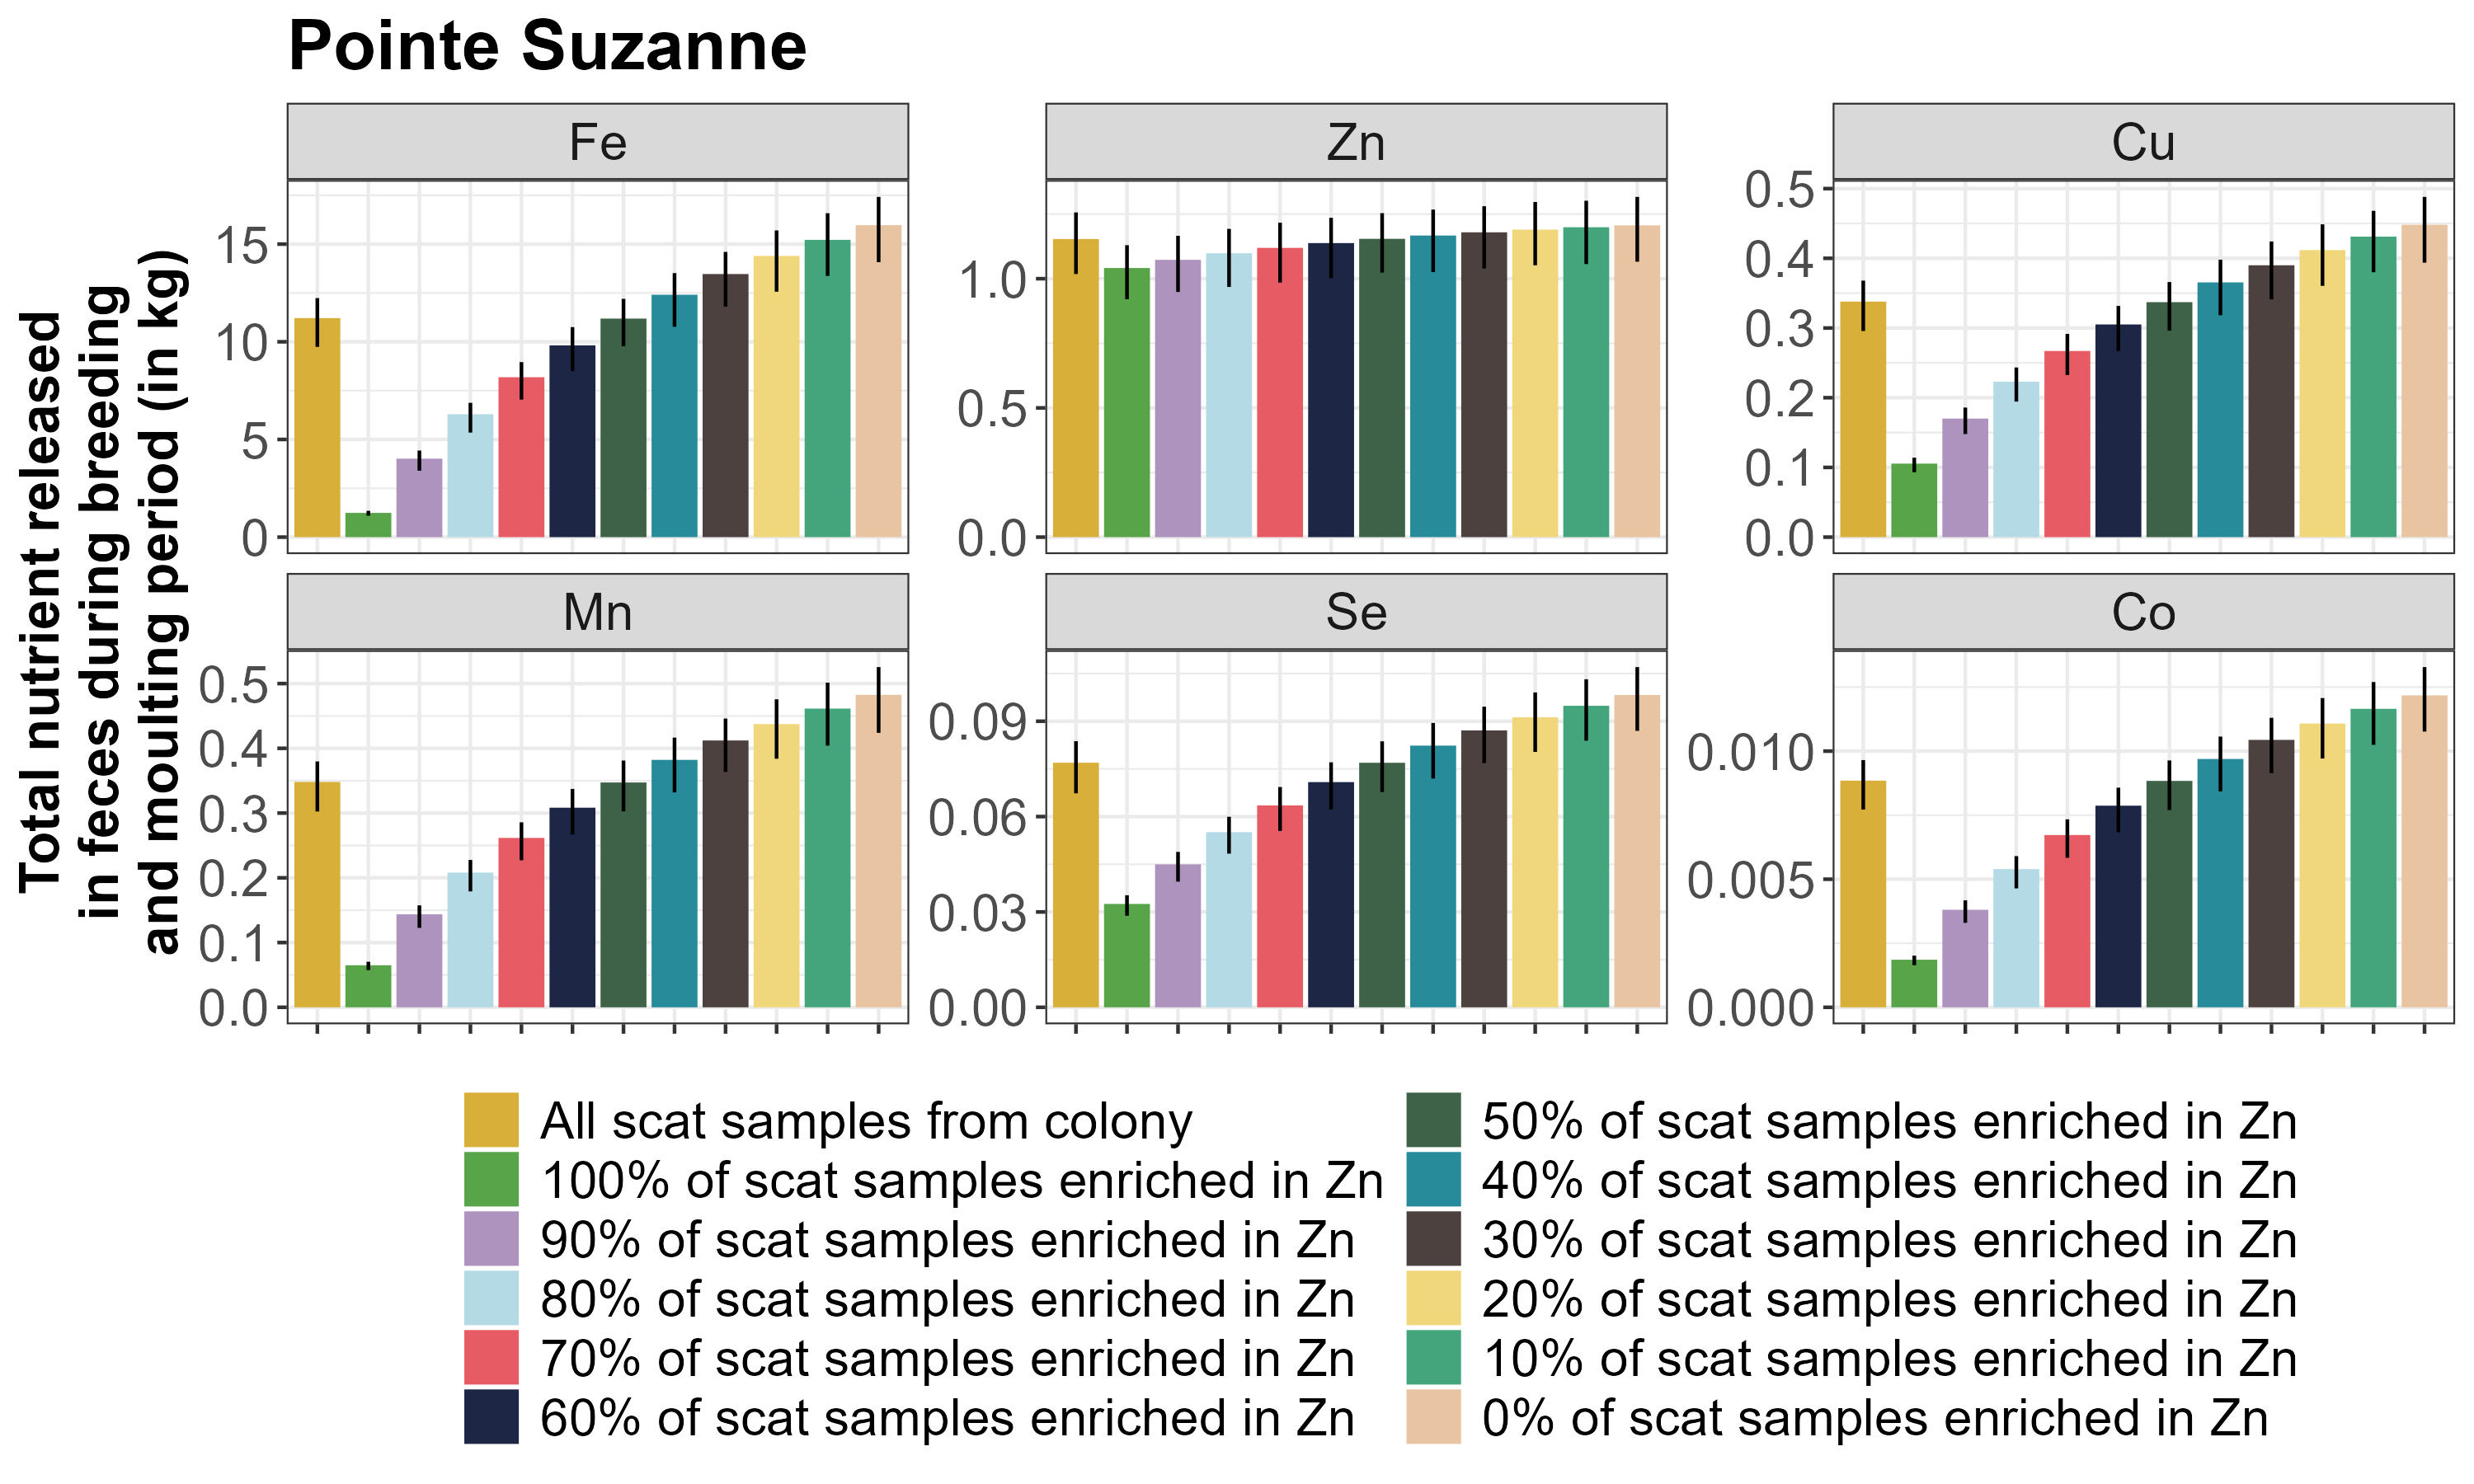 Pointe Suzanne
Total nutrient released
in feces during breeding
and moulting period (in kg)
Fe
Zn
Cu
15
10
5
0
1.0
0.5
0.0
0.5
0.4
0.3
0.2
0.1
0.0
Mn
Se
Co
0.5
0.4
0.3
0.2
0.1
0.0
0.09
0.06
0.03
0.00
0.010
0.005
0.000
All scat samples from colony
100% of scat samples enriched in Zn
90% of scat samples enriched in Zn
80% of scat samples enriched in Zn
70% of scat samples enriched in Zn
60% of scat samples enriched in Zn
50% of scat samples enriched in Zn
40% of scat samples enriched in Zn
30% of scat samples enriched in Zn
20% of scat samples enriched in Zn
10% of scat samples enriched in Zn
0% of scat samples enriched in Zn